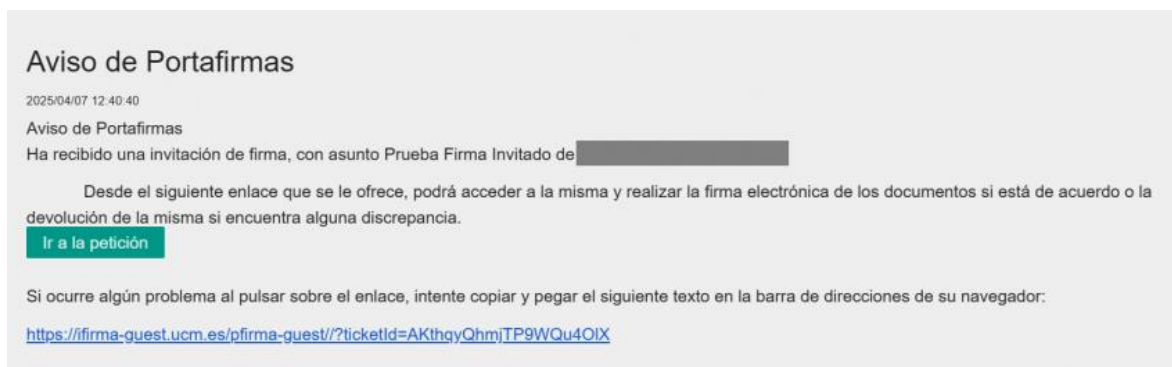 Aviso de Portafirmas
2025/04/07 12:40:40
Aviso de Portafirmas
Ha recibido una invitación de firma, con asunto Prueba Firma Invitado de
Desde el siguiente enlace que se le ofrece, podrá acceder a la misma y realizar la firma electrónica de los documentos si está de acuerdo o la
devolución de la misma si encuentra alguna discrepancia.
Ir a la petición
Si ocurre algún problema al pulsar sobre el enlace, intente copiar y pegar el siguiente texto en la barra de direcciones de su navegador:
https://ifirma-guest.ucm.es/pfirma-guest//?ticketId=AKthqyQhmjTP9WQu4OlX